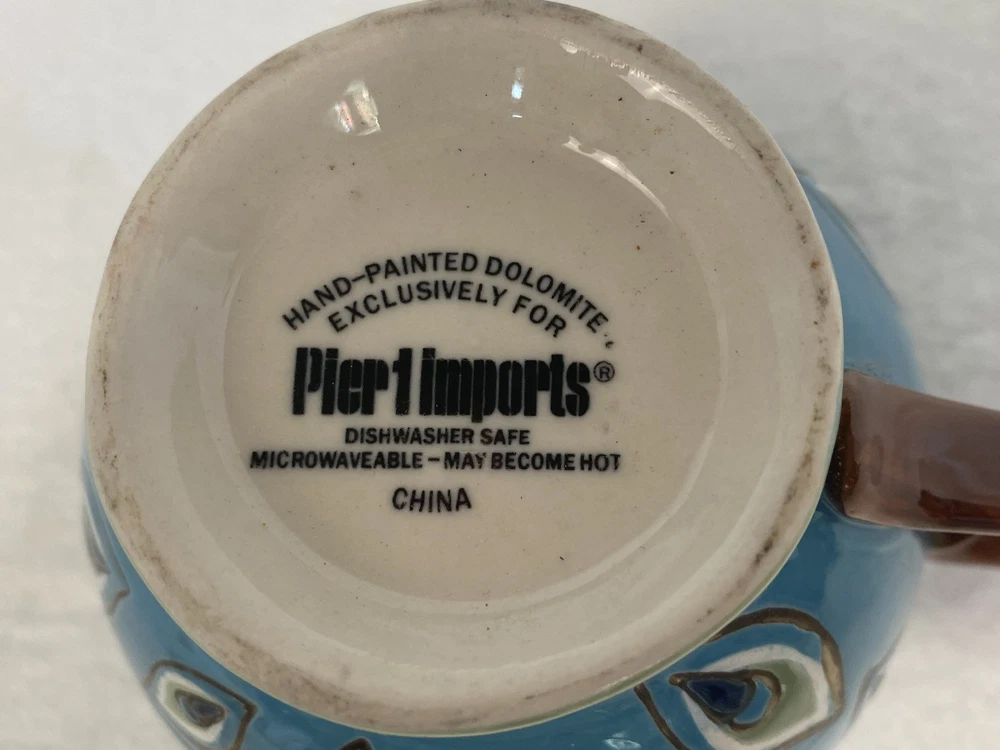 HAND-PAINTED DOLOMITE
EXCLUSIVELY FOR
Pier 1 imports®
DISHWASHER SAFE
MICROWAVEABLE - MAY BECOME HOT
CHINA